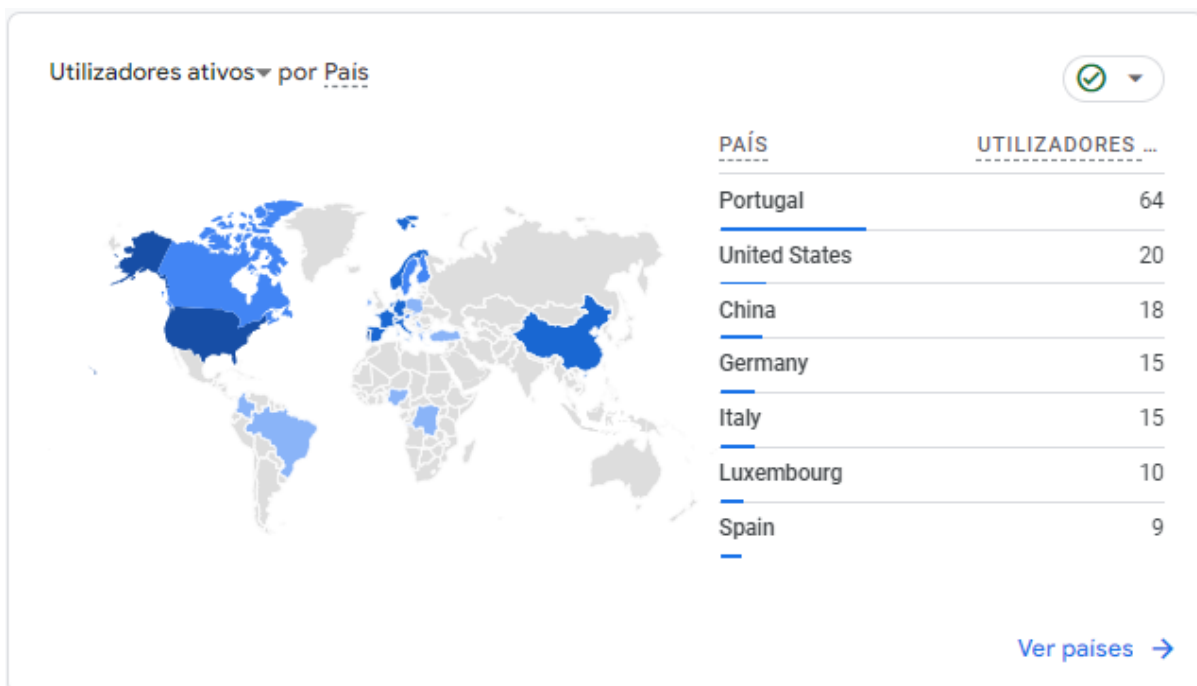 Utilizadores ativos por País
PAÍS UTILIZADORES ...
Portugal 64
United States 20
China 18
Germany 15
Italy 15
Luxembourg 10
Spain 9
Ver países